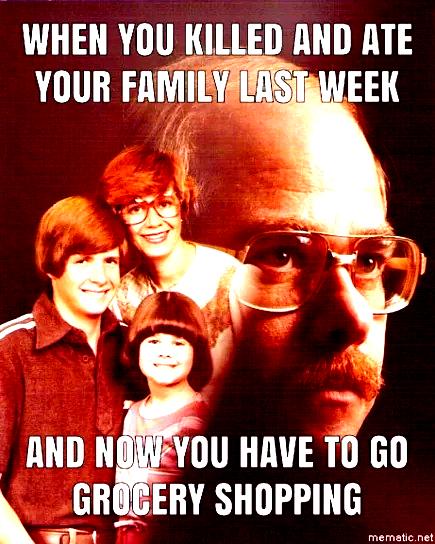 WHEN YOU KILLED AND ATE
YOUR FAMILY LAST WEEK
AND NOW YOU HAVE TO GO
GROCERY SHOPPING
mematic.net